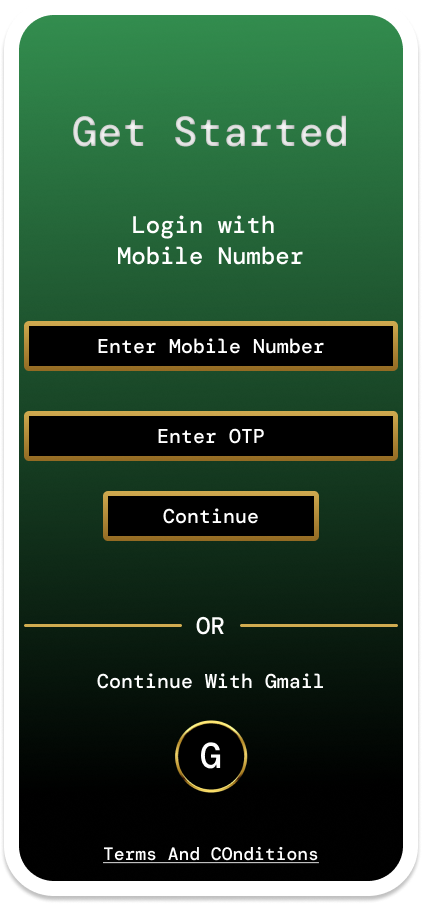 Get Started
Login with
Mobile Number
Enter Mobile Number
Enter OTP
Continue
OR
Continue With Gmail
G
Terms And COnditions